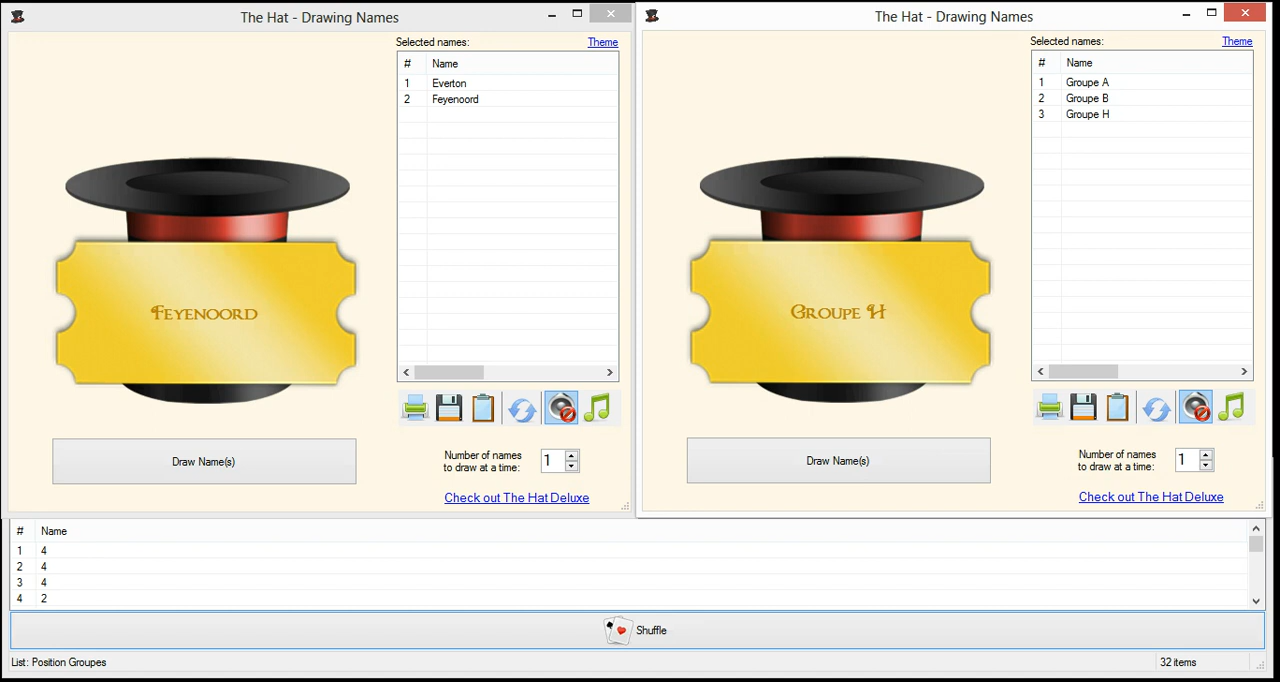 The Hat - Drawing Names
Selected names:
Theme
# Name
1 Everton
2 Feyenoord
FEYENOORD
Draw Name(s)
Number of names
to draw at a time:
1
Check out The Hat Deluxe
The Hat - Drawing Names
Selected names:
Theme
# Name
1 Groupe A
2 Groupe B
3 Groupe H
GROUPE H
Draw Name(s)
Number of names
to draw at a time:
1
Check out The Hat Deluxe
# Name
1 4
2 4
3 4
4 2
Shuffle
List: Position Groupes
32 items